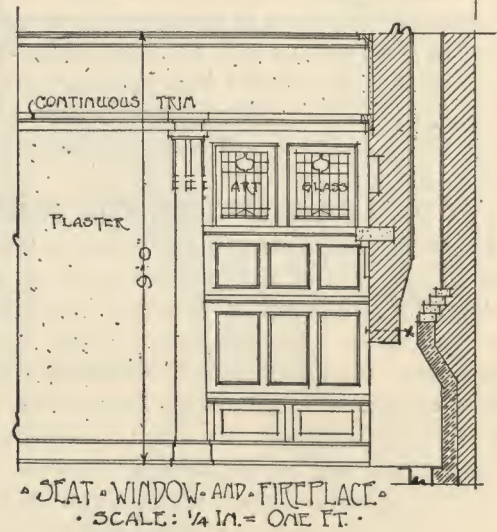 CONTINUOUS TRIM
ART GLASS
PLASTER
9'-0"
SEAT WINDOW AND FIREPLACE
SCALE: 1/4 IN. = ONE FT.